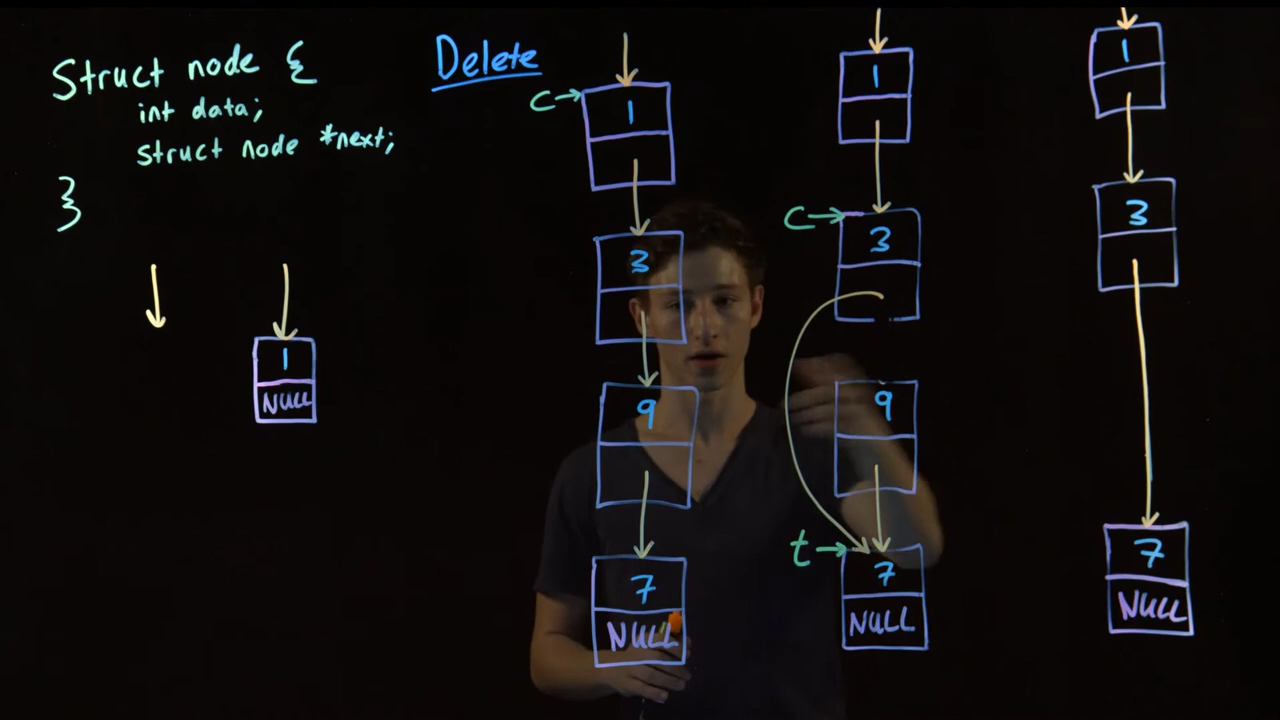 Struct node {
int data;
struct node *next;
}
1
NULL
Delete
C
1
3
9
7
NULL
1
C
3
9
t
7
NULL
1
3
7
NULL